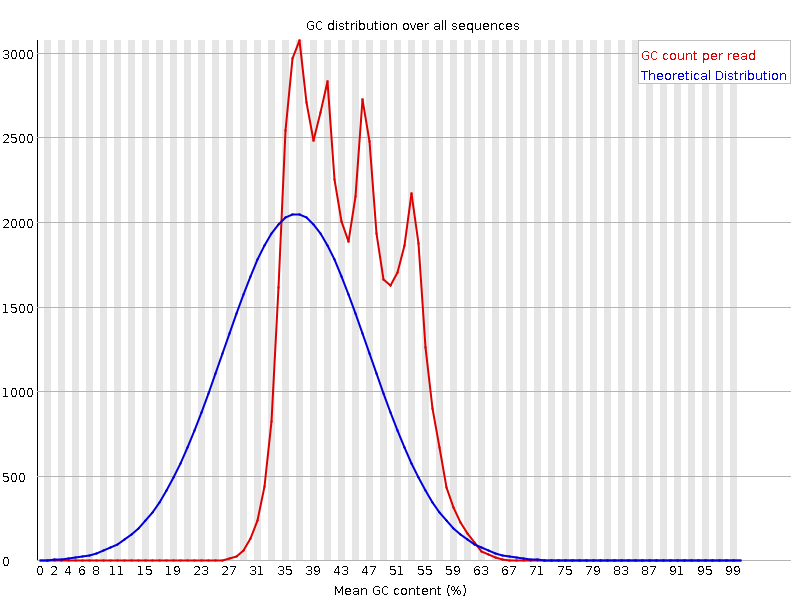 GC distribution over all sequences
GC count per read
Theoretical Distribution
3000
2500
2000
1500
1000
500
0
0 2 4 6 8 11 15 19 23 27 31 35 39 43 47 51 55 59 63 67 71 75 79 83 87 91 95 99
Mean GC content (%)